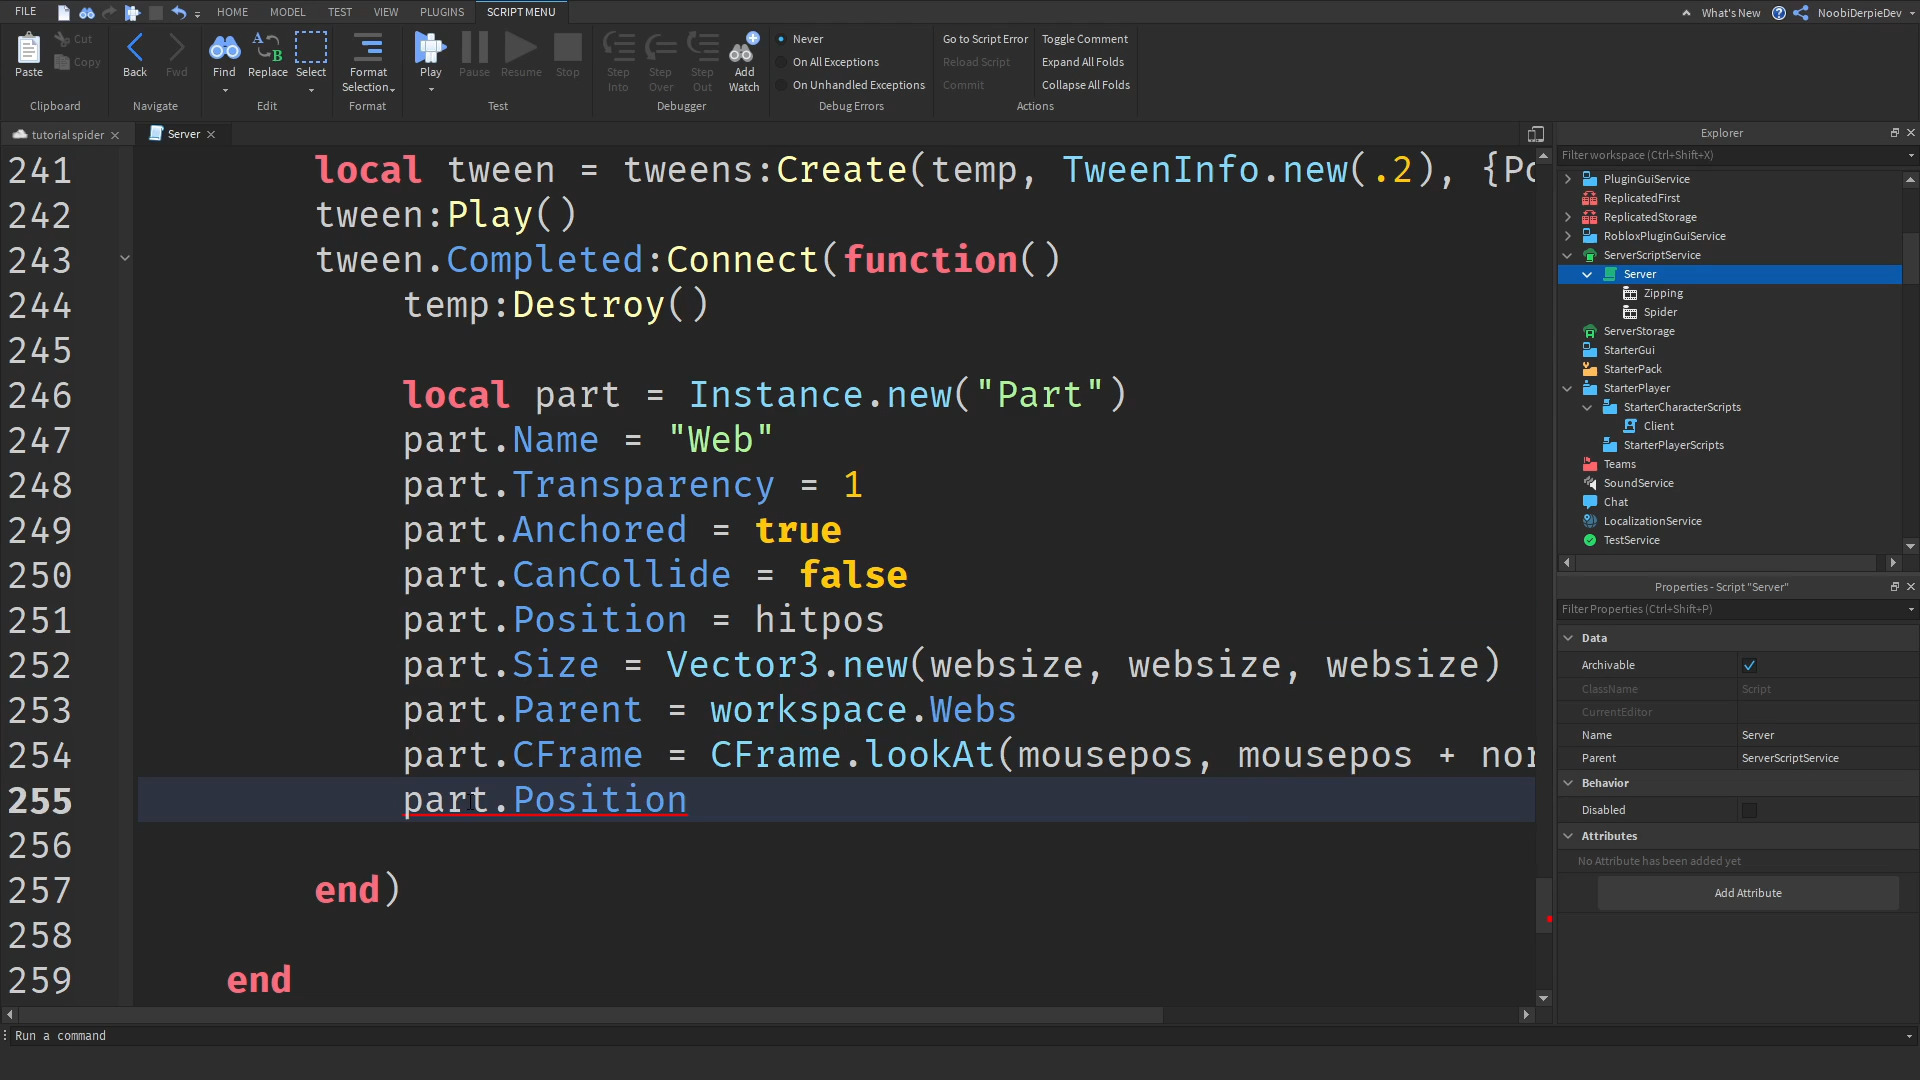 FILE HOME MODEL TEST VIEW PLUGINS SCRIPT MENU What's New NoobiDerpieDev
Paste Cut Copy Clipboard
Back Fwd Navigate
Find Replace Select Edit
Format Selection Format
Play Pause Resume Stop Test
Step Into Step Over Step Out Add Watch Debugger
Never
On All Exceptions
On Unhandled Exceptions
Debug Errors
Go to Script Error Toggle Comment
Reload Script Expand All Folds
Commit Collapse All Folds
Actions
tutorial spider Server
241 local tween = tweens:Create(temp, TweenInfo.new(.2), {Po
242 tween:Play()
243 tween.Completed:Connect(function()
244 temp:Destroy()
245
246 local part = Instance.new("Part")
247 part.Name = "Web"
248 part.Transparency = 1
249 part.Anchored = true
250 part.CanCollide = false
251 part.Position = hitpos
252 part.Size = Vector3.new(websize, websize, websize)
253 part.Parent = workspace.Webs
254 part.CFrame = CFrame.lookAt(mousepos, mousepos + nor
255 part.Position
256
257 end)
258
259 end
Run a command
Explorer
Filter workspace (Ctrl+Shift+X)
PluginGuiService
ReplicatedFirst
ReplicatedStorage
RobloxPluginGuiService
ServerScriptService
Server
Zipping
Spider
ServerStorage
StarterGui
StarterPack
StarterPlayer
StarterCharacterScripts
Client
StarterPlayerScripts
Teams
SoundService
Chat
LocalizationService
TestService
Properties - Script "Server"
Filter Properties (Ctrl+Shift+P)
Data
Archivable
ClassName Script
CurrentEditor
Name Server
Parent ServerScriptService
Behavior
Disabled
Attributes
No Attribute has been added yet
Add Attribute